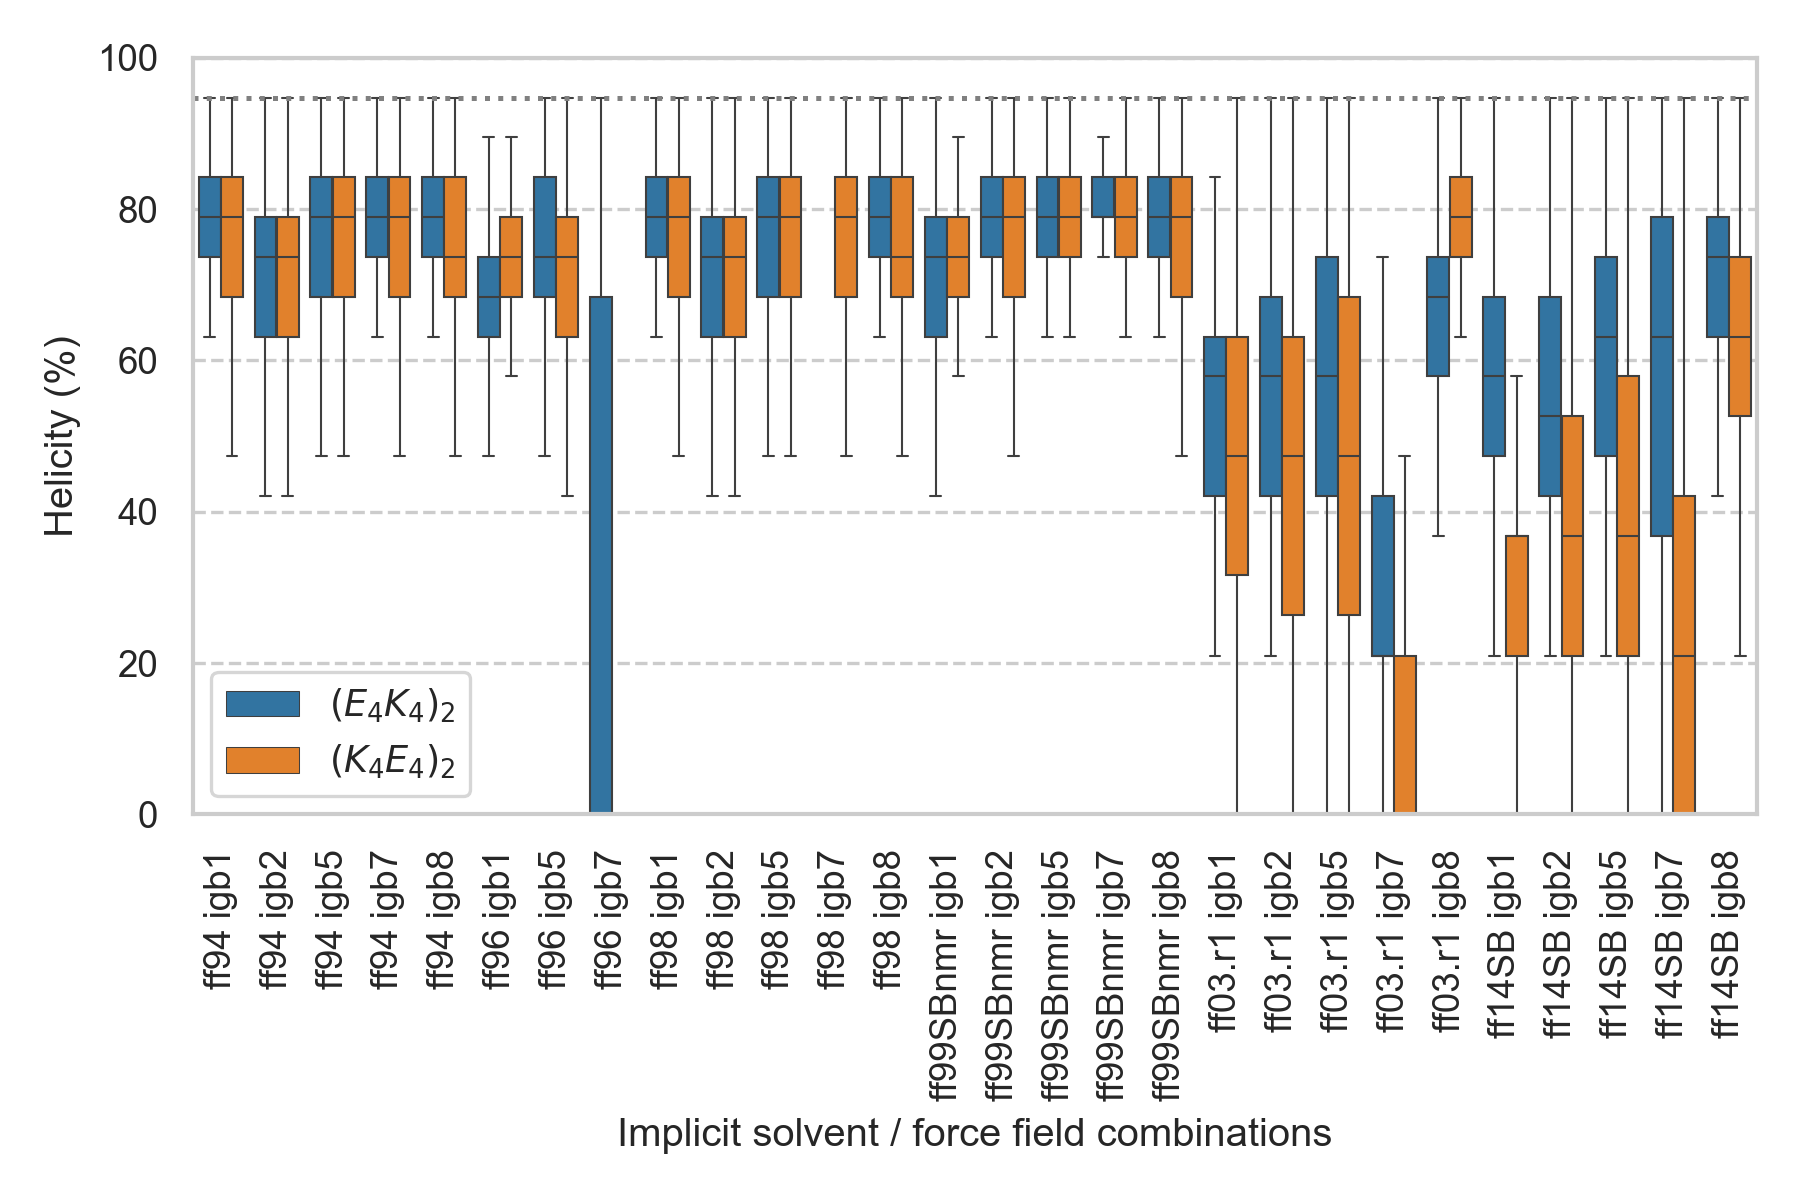 100
80
60
40
20
0
Helicity (%)
(E₄K₄)₂
(K₄E₄)₂
ff94 igb1
ff94 igb2
ff94 igb5
ff94 igb7
ff94 igb8
ff96 igb1
ff96 igb5
ff96 igb7
ff98 igb1
ff98 igb2
ff98 igb5
ff98 igb7
ff98 igb8
ff99SBnmr igb1
ff99SBnmr igb2
ff99SBnmr igb5
ff99SBnmr igb7
ff99SBnmr igb8
ff03.r1 igb1
ff03.r1 igb2
ff03.r1 igb5
ff03.r1 igb7
ff03.r1 igb8
ff14SB igb1
ff14SB igb2
ff14SB igb5
ff14SB igb7
ff14SB igb8
Implicit solvent / force field combinations